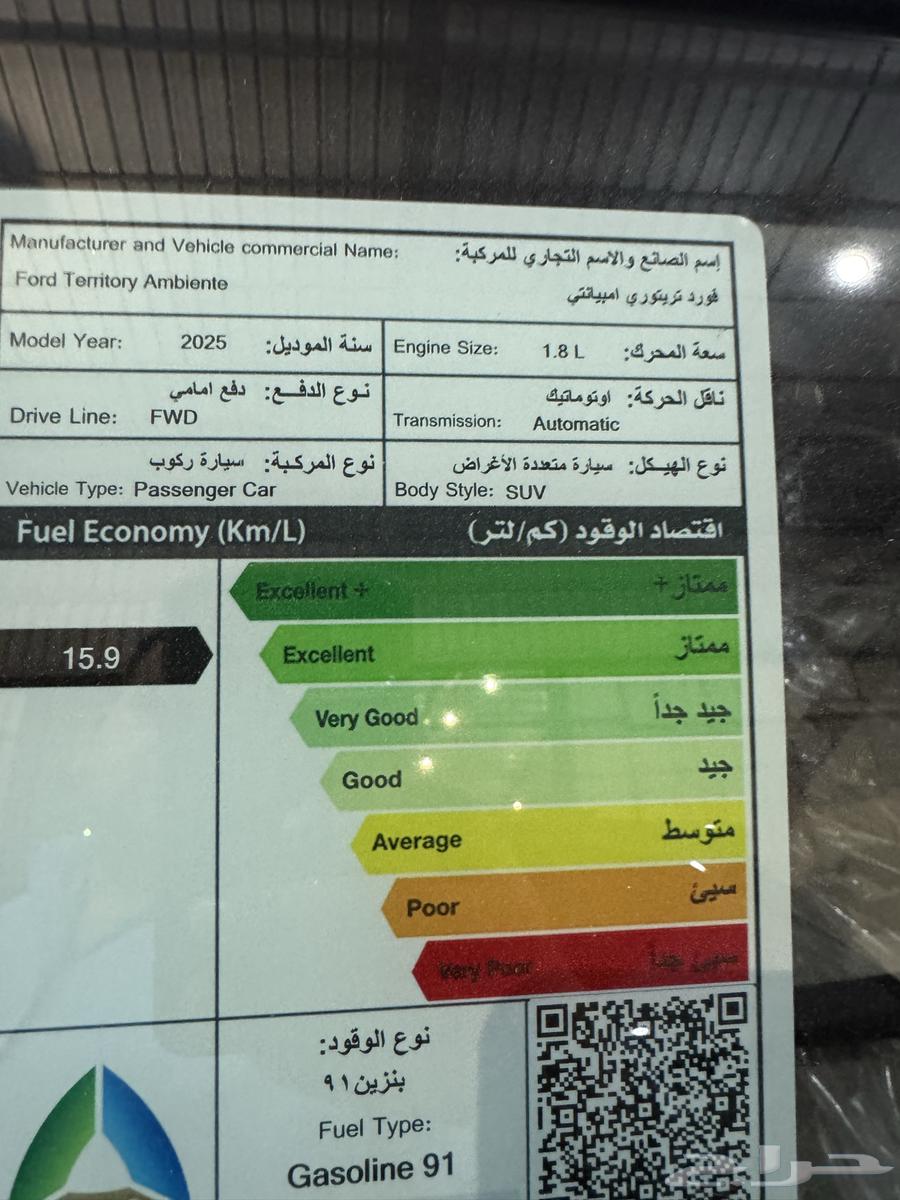 Manufacturer and Vehicle commercial Name: إسم الصانع والاسم التجاري للمركبة:
Ford Territory Ambiente فورد تريتوري امبيانتي
Model Year: 2025 سنة الموديل:
Engine Size: 1.8 L سعة المحرك:
نوع الدفع: دفع امامي
Drive Line: FWD
ناقل الحركة: اوتوماتيك
Transmission: Automatic
نوع المركبة: سيارة ركوب
Vehicle Type: Passenger Car
نوع الهيكل: سيارة متعددة الأغراض
Body Style: SUV
Fuel Economy (Km/L) اقتصاد الوقود (كم/لتر)
Excellent + ممتاز +
15.9
Excellent ممتاز
Very Good جيد جداً
Good جيد
Average متوسط
Poor سيئ
Very Poor سيئ جداً
نوع الوقود:
بنزين ٩١
Fuel Type:
Gasoline 91
حراج